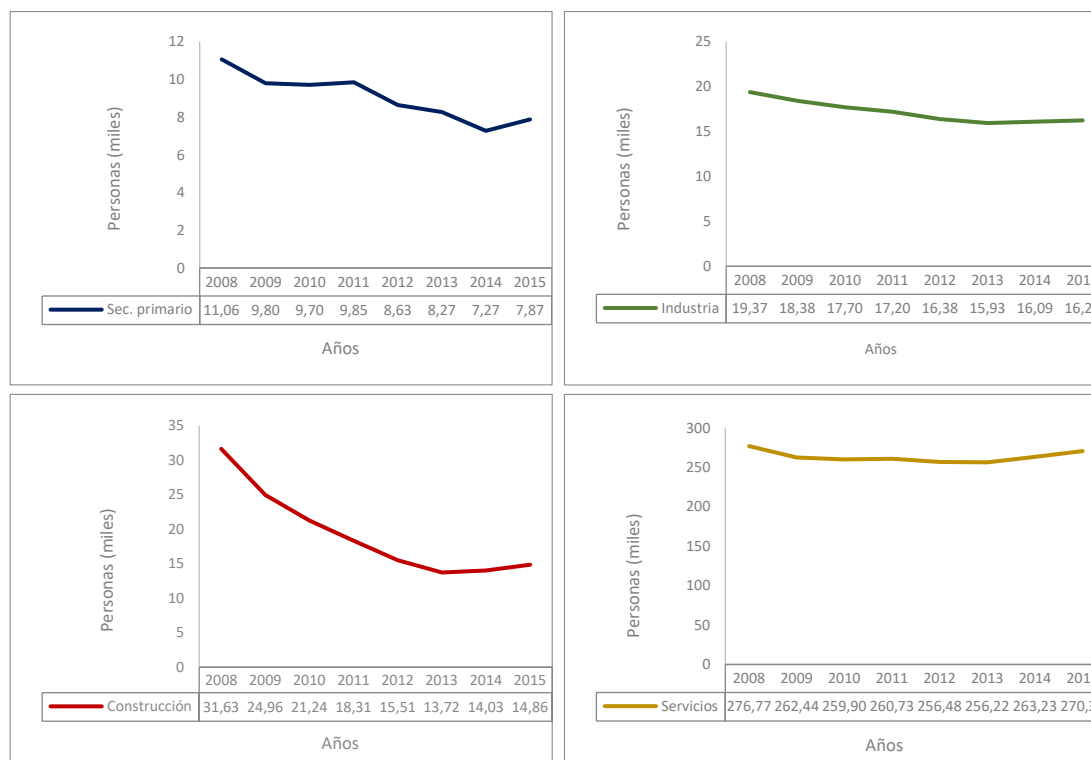 12
10
8
6
4
2
0
Personas (miles)
2008 2009 2010 2011 2012 2013 2014 2015
Sec. primario 11,06 9,80 9,70 9,85 8,63 8,27 7,27 7,87
Años
25
20
15
10
5
0
Personas (miles)
2008 2009 2010 2011 2012 2013 2014 201
Industria 19,37 18,38 17,70 17,20 16,38 15,93 16,09 16,2
Años
35
30
25
20
15
10
5
0
Personas (miles)
2008 2009 2010 2011 2012 2013 2014 2015
Construcción 31,63 24,96 21,24 18,31 15,51 13,72 14,03 14,86
Años
300
250
200
150
100
50
0
Personas (miles)
2008 2009 2010 2011 2012 2013 2014 201
Servicios 276,77 262,44 259,90 260,73 256,48 256,22 263,23 270,3
Años